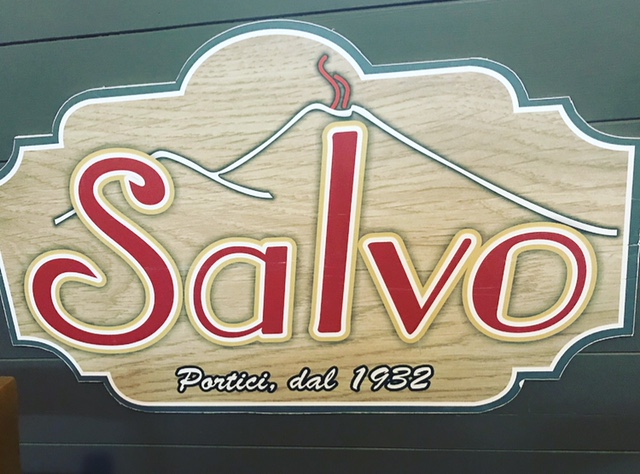 Salvo
Portici, dal 1932